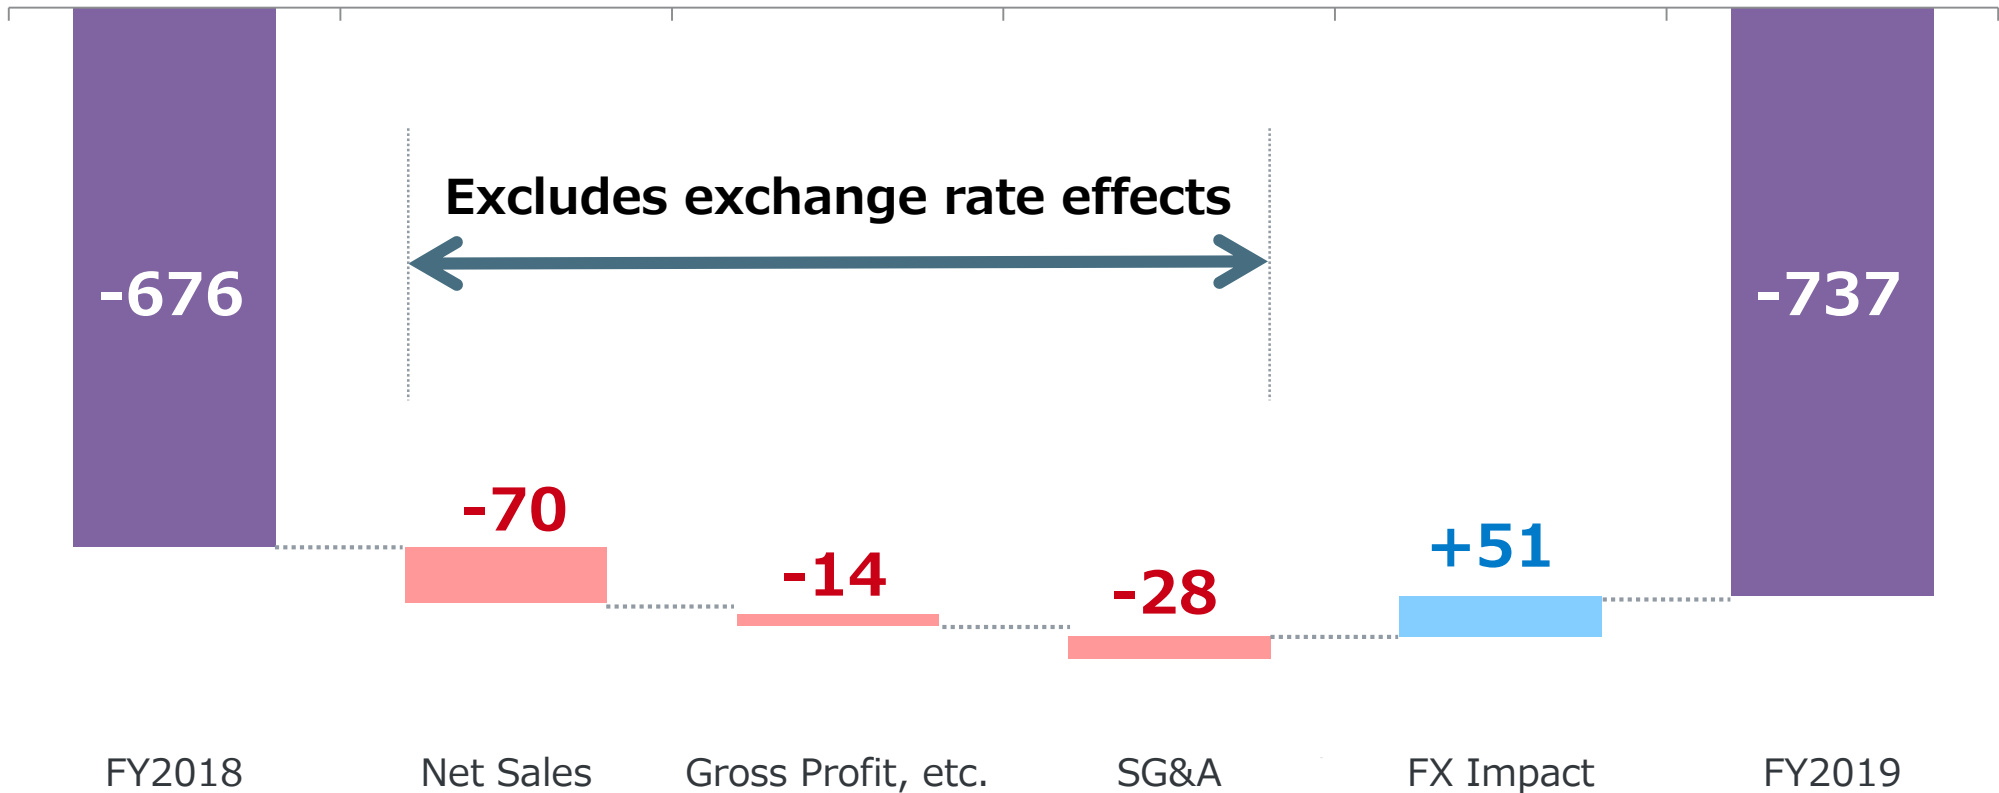 Excludes exchange rate effects
-676
-737
-70
-14
-28
+51
FY2018
Net Sales
Gross Profit, etc.
SG&A
FX Impact
FY2019